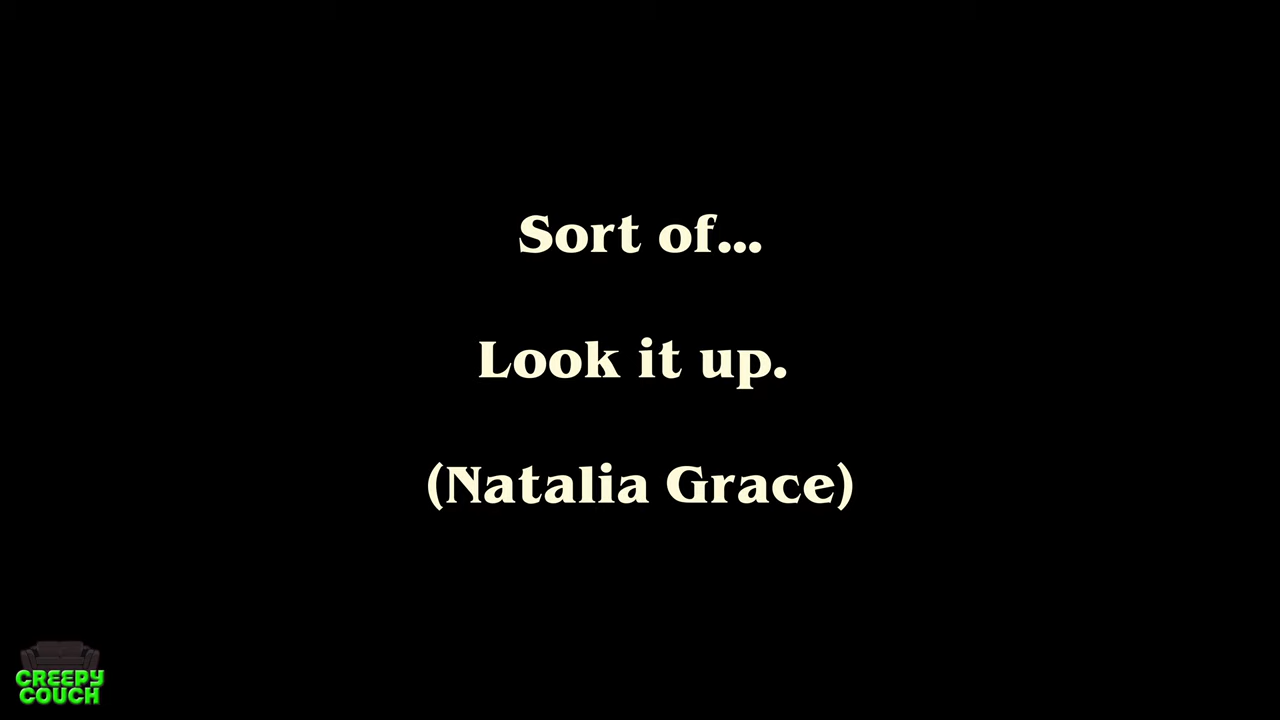 Sort of...
Look it up.
(Natalia Grace)
CREEPY
COUCH